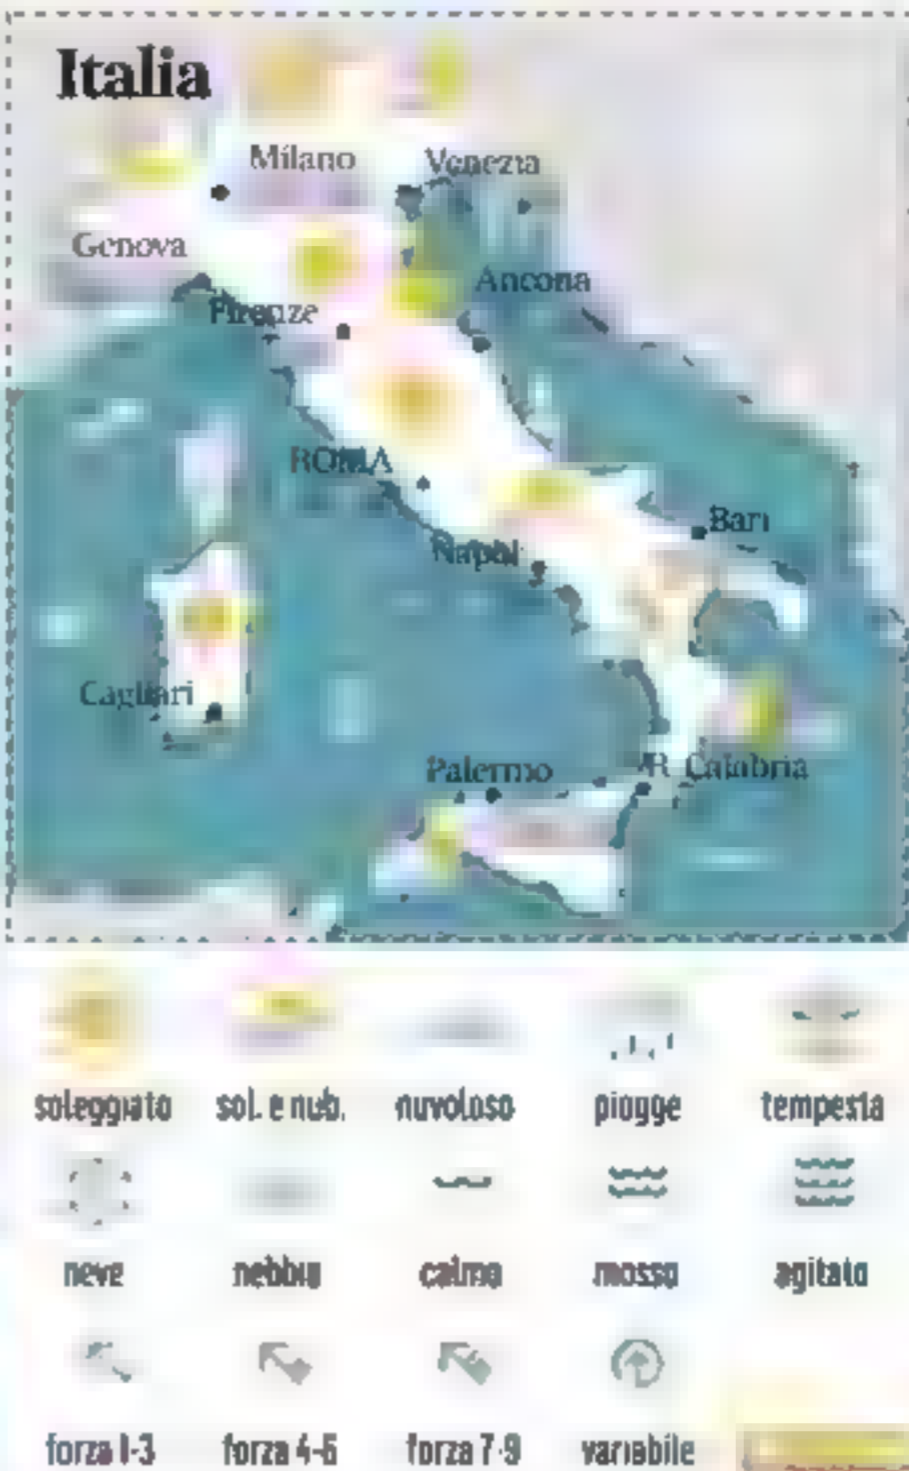 Italia
Milano
Venezia
Genova
Ancona
Firenze
ROMA
Bari
Napoli
Cagliari
Palermo
R Calabria
soleggiato sol. e nub. nuvoloso piogge tempesta
neve nebbia calmo mosso agitato
forza 1-3 forza 4-6 forza 7-9 variabile